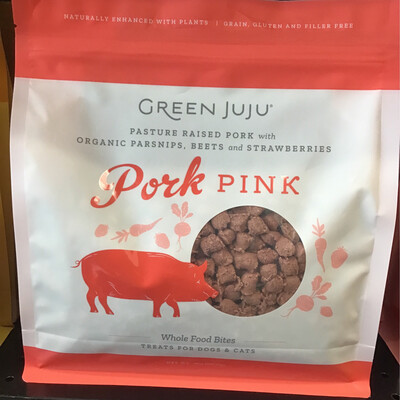 NATURALLY ENHANCED WITH PLANTS | GRAIN, GLUTEN AND FILLER FREE
GREEN JUJU®
PASTURE RAISED PORK with
ORGANIC PARSNIPS, BEETS and STRAWBERRIES
Pork PINK
Whole Food Bites
TREATS FOR DOGS & CATS